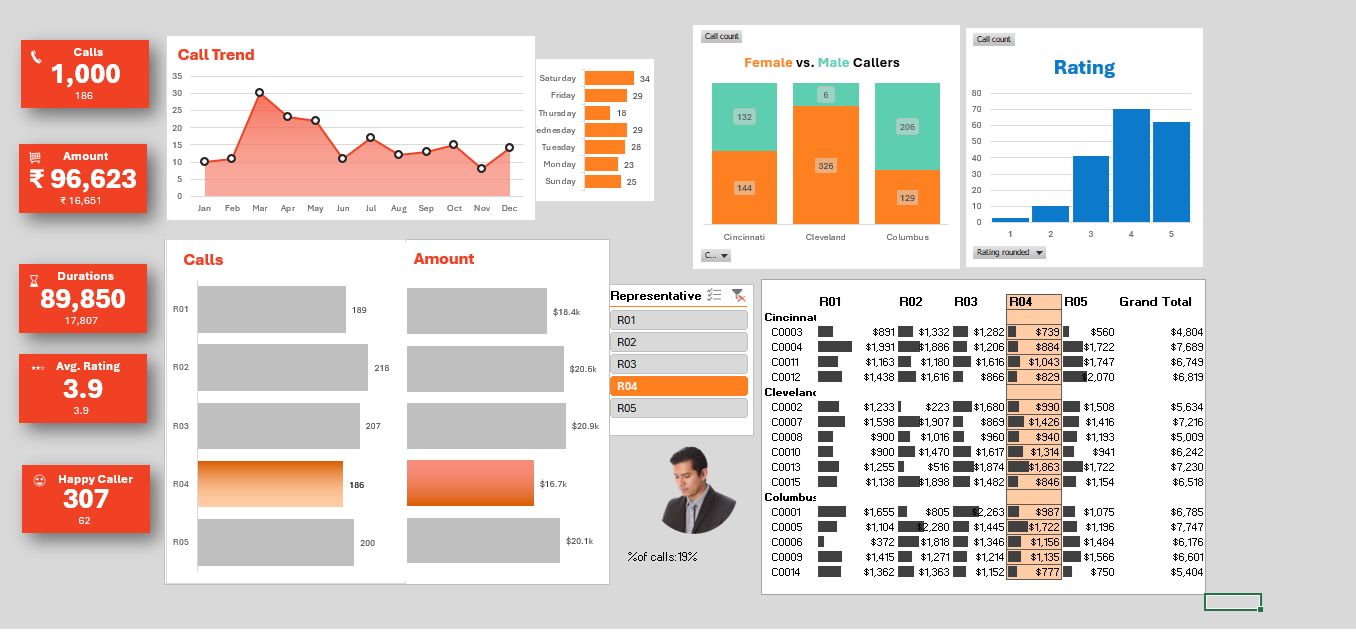 Calls
1,000
186
Amount
₹ 96,623
₹ 16,651
Durations
89,850
17,807
Avg. Rating
3.9
3.9
Happy Caller
307
62
Call Trend
35
30
25
20
15
10
5
0
Jan Feb Mar Apr May Jun Jul Aug Sep Oct Nov Dec
Saturday 34
Friday 29
Thursday 18
ednesday 29
Tuesday 28
Monday 23
Sunday 25
Call count
Female vs. Male Callers
132 6 206
144 326 129
Cincinnati Cleveland Columbus
C...
Call count
Rating
80
70
60
50
40
30
20
10
0
1 2 3 4 5
Rating rounded
Calls
R01 189
R02 218
R03 207
R04 186
R05 200
Amount
$18.4k
$20.6k
$20.9k
$16.7k
$20.1k
Representative
R01
R02
R03
R04
R05
%of calls:19%
R01 R02 R03 R04 R05 Grand Total
Cincinnat
C0003 $891 $1,332 $1,282 $739 $560 $4,804
C0004 $1,991 $1,886 $1,206 $884 $1,722 $7,689
C0011 $1,163 $1,180 $1,616 $1,043 $1,747 $6,749
C0012 $1,438 $1,616 $866 $829 $2,070 $6,819
Cleveland
C0002 $1,233 $223 $1,680 $990 $1,508 $5,634
C0007 $1,598 $1,907 $869 $1,426 $1,416 $7,216
C0008 $900 $1,016 $960 $940 $1,193 $5,009
C0010 $900 $1,470 $1,617 $1,314 $941 $6,242
C0013 $1,255 $516 $1,874 $1,863 $1,722 $7,230
C0015 $1,138 $1,898 $1,482 $846 $1,154 $6,518
Columbus
C0001 $1,655 $805 $2,263 $987 $1,075 $6,785
C0005 $1,104 $2,280 $1,445 $1,722 $1,196 $7,747
C0006 $372 $1,818 $1,346 $1,156 $1,484 $6,176
C0009 $1,415 $1,271 $1,214 $1,135 $1,566 $6,601
C0014 $1,362 $1,363 $1,152 $777 $750 $5,404